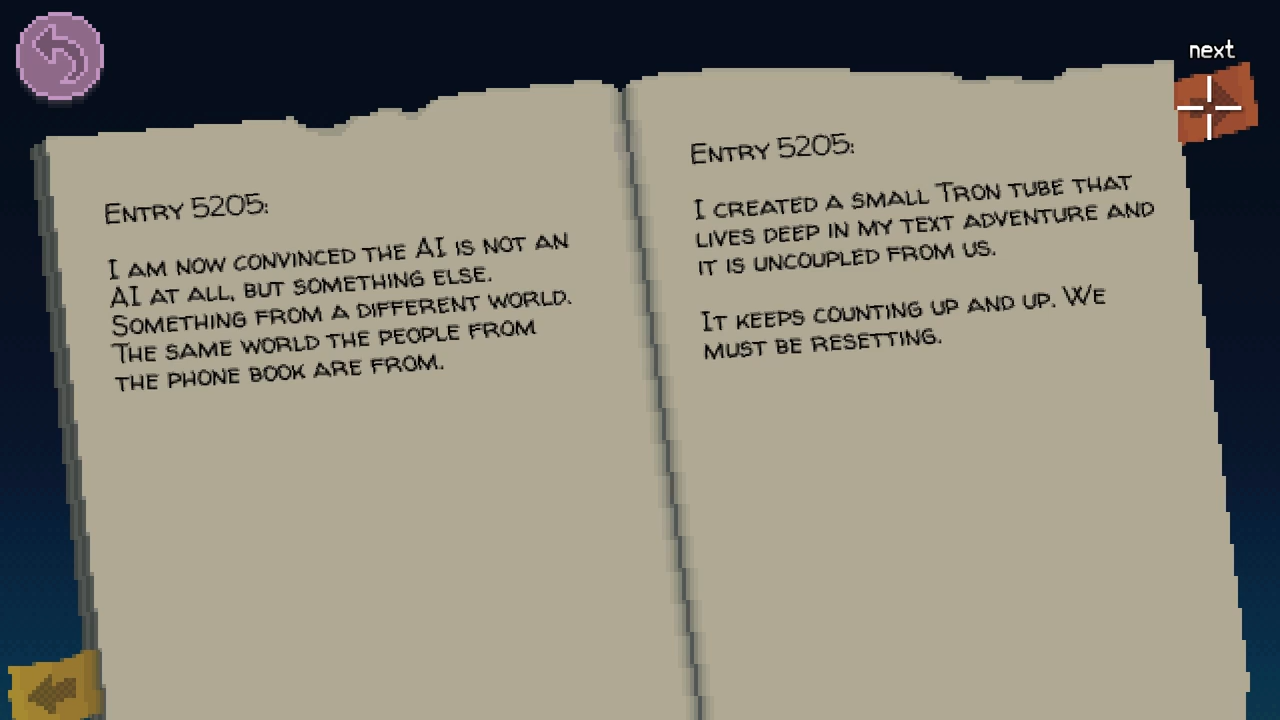 next
Entry 5205:
I am now convinced the AI is not an
AI at all, but something else.
Something from a different world.
The same world the people from
the phone book are from.
Entry 5205:
I created a small Tron tube that
lives deep in my text adventure and
it is uncoupled from us.
It keeps counting up and up. We
must be resetting.